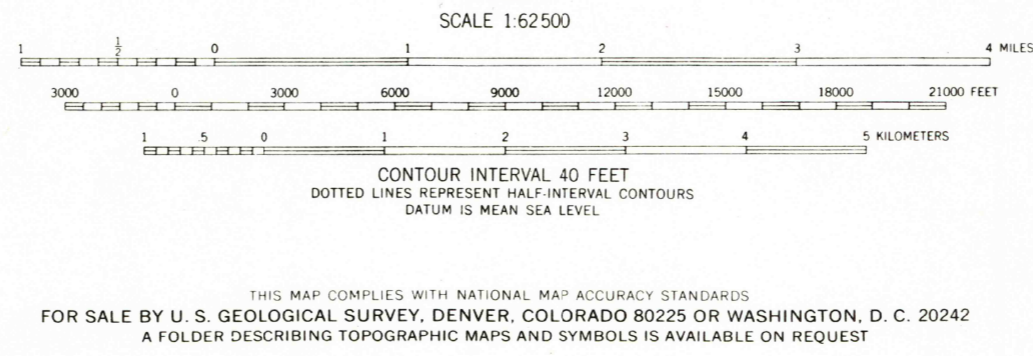 SCALE 1:62500
1 ½ 0 1 2 3 4 MILES
3000 0 3000 6000 9000 12000 15000 18000 21000 FEET
1 .5 0 1 2 3 4 5 KILOMETERS
CONTOUR INTERVAL 40 FEET
DOTTED LINES REPRESENT HALF-INTERVAL CONTOURS
DATUM IS MEAN SEA LEVEL
THIS MAP COMPLIES WITH NATIONAL MAP ACCURACY STANDARDS
FOR SALE BY U. S. GEOLOGICAL SURVEY, DENVER, COLORADO 80225 OR WASHINGTON, D. C. 20242
A FOLDER DESCRIBING TOPOGRAPHIC MAPS AND SYMBOLS IS AVAILABLE ON REQUEST